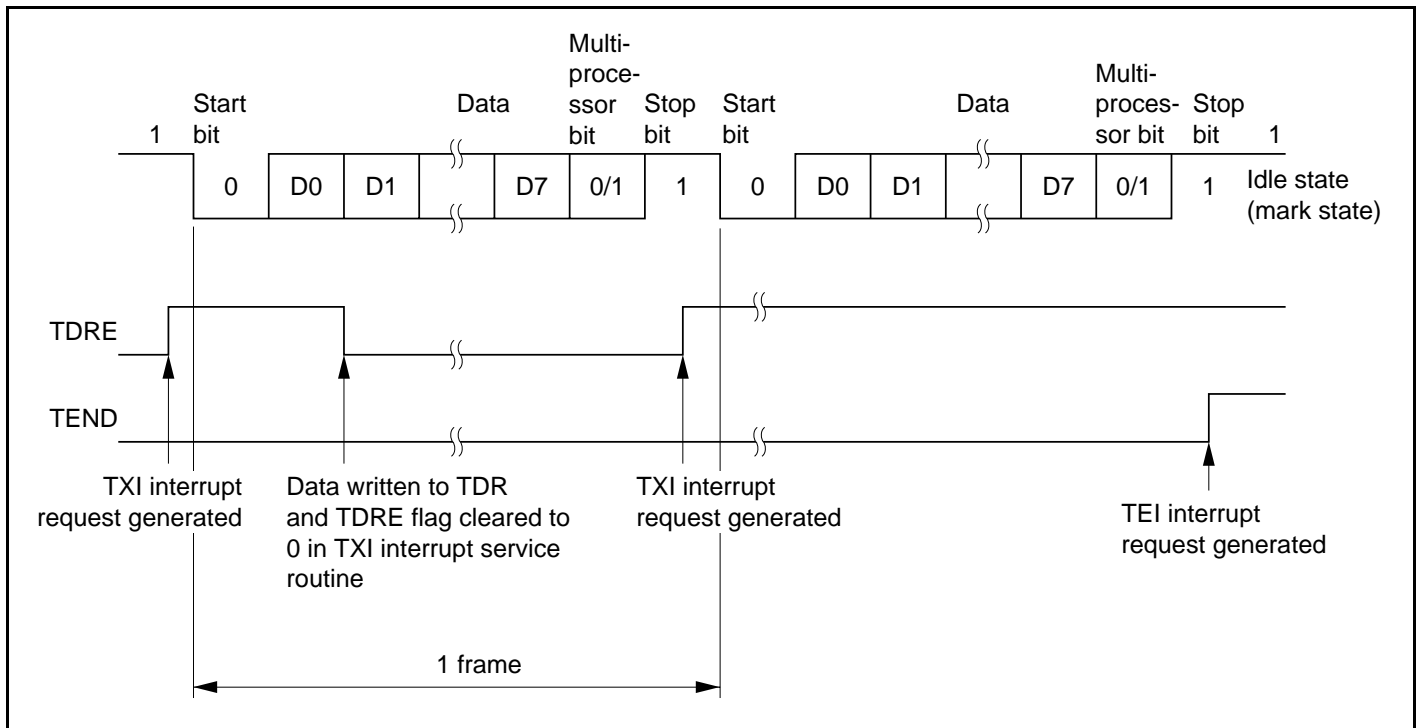 Multi-
proce-
ssor
bit
Start
bit
Data
Stop
bit
Start
bit
Data
Multi-
proces-
sor bit
Stop
bit
1
1
0
D0
D1
D7
0/1
1
0
D0
D1
D7
0/1
1
Idle state
(mark state)
TDRE
TEND
TXI interrupt
request generated
Data written to TDR
and TDRE flag cleared to
0 in TXI interrupt service
routine
TXI interrupt
request generated
TEI interrupt
request generated
1 frame